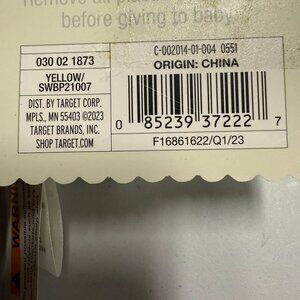 Remove all plastic
before giving to baby.
030 02 1873
YELLOW/
SWBP21007
DIST. BY TARGET CORP.
MPLS, MN 55403 ©2023
TARGET BRANDS, INC.
SHOP TARGET.COM
C-002014-01-004 0551
ORIGIN: CHINA
0 85239 37222 7
F16861622/Q1/23
WARNING